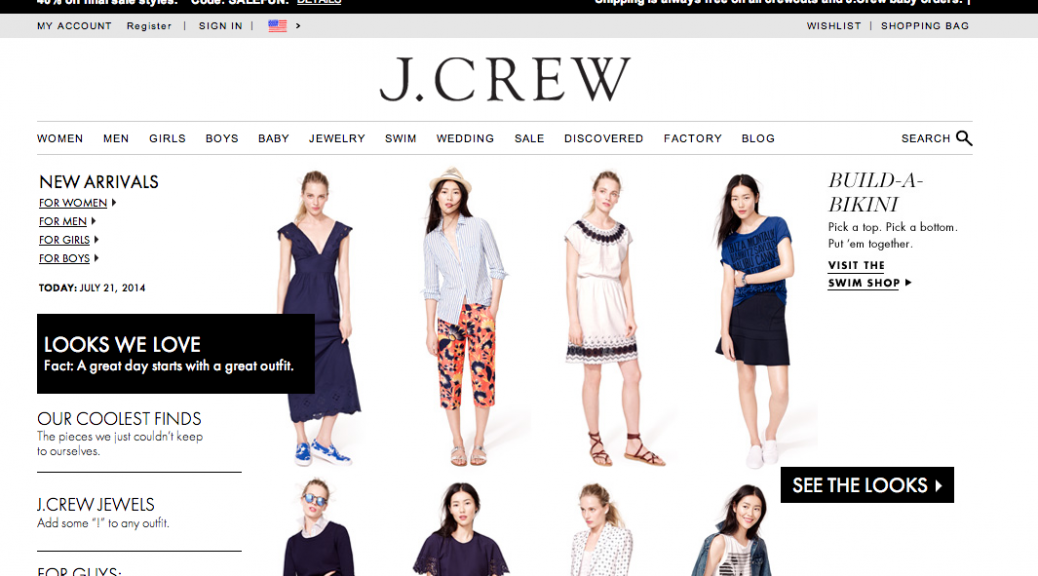 40% off final sale styles. Code: SALEFUN. DETAILS
Shipping is always free on all crewcuts and J.Crew baby orders. |
MY ACCOUNT Register | SIGN IN | >
WISHLIST | SHOPPING BAG
J.CREW
WOMEN MEN GIRLS BOYS BABY JEWELRY SWIM WEDDING SALE DISCOVERED FACTORY BLOG SEARCH
NEW ARRIVALS
FOR WOMEN
FOR MEN
FOR GIRLS
FOR BOYS
TODAY: JULY 21, 2014
LOOKS WE LOVE
Fact: A great day starts with a great outfit.
OUR COOLEST FINDS
The pieces we just couldn't keep
to ourselves.
J.CREW JEWELS
Add some "!" to any outfit.
FOR GUYS:
BUILD-A-
BIKINI
Pick a top. Pick a bottom.
Put 'em together.
VISIT THE
SWIM SHOP
SEE THE LOOKS